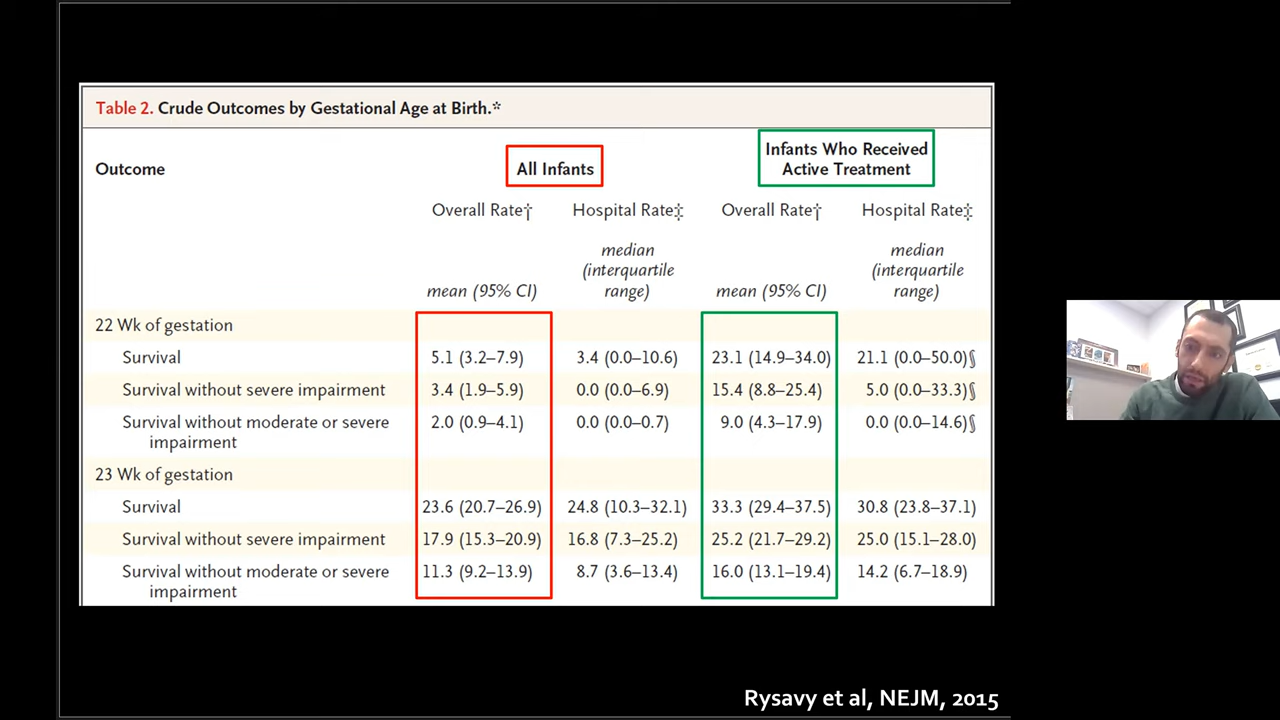 Table 2. Crude Outcomes by Gestational Age at Birth.*
Outcome
All Infants
Infants Who Received
Active Treatment
Overall Rate† Hospital Rate‡ Overall Rate† Hospital Rate‡
mean (95% CI)
median
(interquartile
range)
mean (95% CI)
median
(interquartile
range)
22 Wk of gestation
Survival 5.1 (3.2–7.9) 3.4 (0.0–10.6) 23.1 (14.9–34.0) 21.1 (0.0–50.0)§
Survival without severe impairment 3.4 (1.9–5.9) 0.0 (0.0–6.9) 15.4 (8.8–25.4) 5.0 (0.0–33.3)§
Survival without moderate or severe
impairment
2.0 (0.9–4.1) 0.0 (0.0–0.7) 9.0 (4.3–17.9) 0.0 (0.0–14.6)§
23 Wk of gestation
Survival 23.6 (20.7–26.9) 24.8 (10.3–32.1) 33.3 (29.4–37.5) 30.8 (23.8–37.1)
Survival without severe impairment 17.9 (15.3–20.9) 16.8 (7.3–25.2) 25.2 (21.7–29.2) 25.0 (15.1–28.0)
Survival without moderate or severe
impairment
11.3 (9.2–13.9) 8.7 (3.6–13.4) 16.0 (13.1–19.4) 14.2 (6.7–18.9)
Rysavy et al, NEJM, 2015